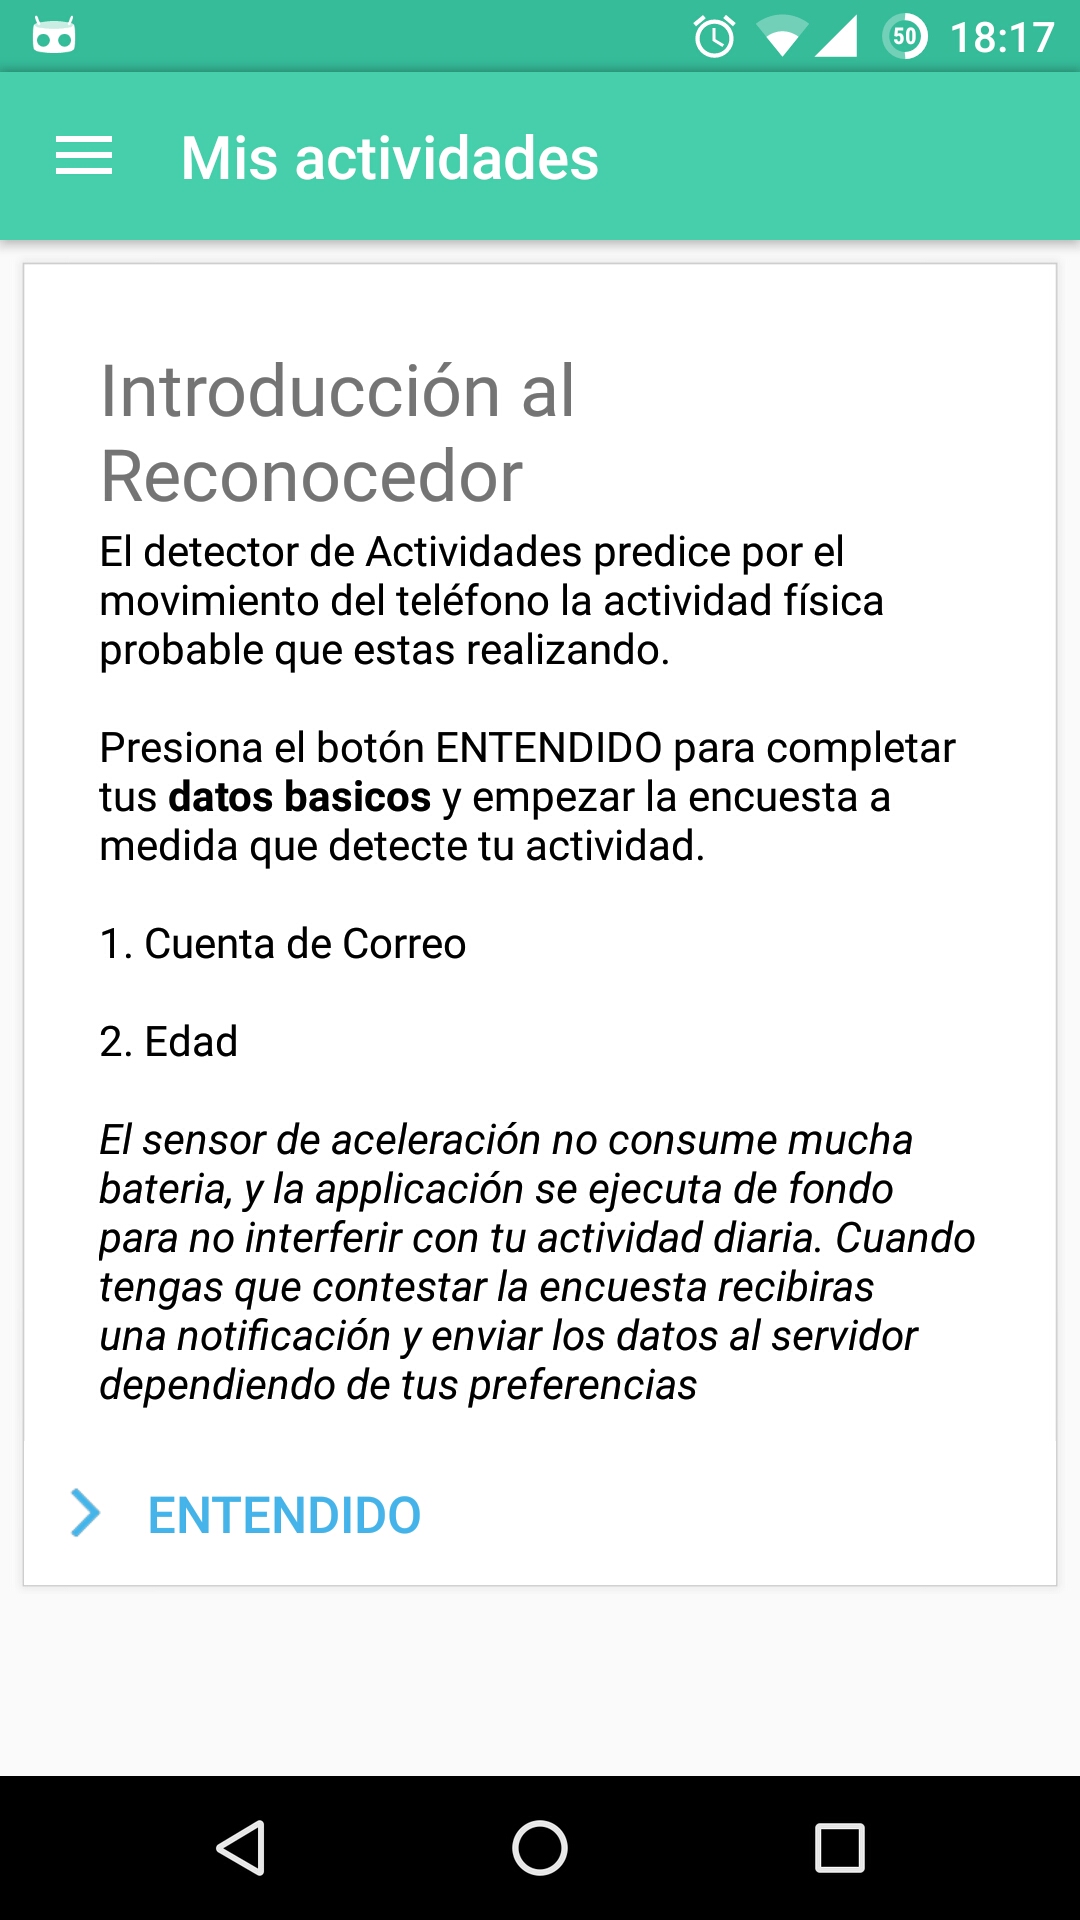 50 18:17
Mis actividades
Introducción al
Reconocedor
El detector de Actividades predice por el
movimiento del teléfono la actividad física
probable que estas realizando.
Presiona el botón ENTENDIDO para completar
tus datos basicos y empezar la encuesta a
medida que detecte tu actividad.
1. Cuenta de Correo
2. Edad
El sensor de aceleración no consume mucha
bateria, y la applicación se ejecuta de fondo
para no interferir con tu actividad diaria. Cuando
tengas que contestar la encuesta recibiras
una notificación y enviar los datos al servidor
dependiendo de tus preferencias
ENTENDIDO